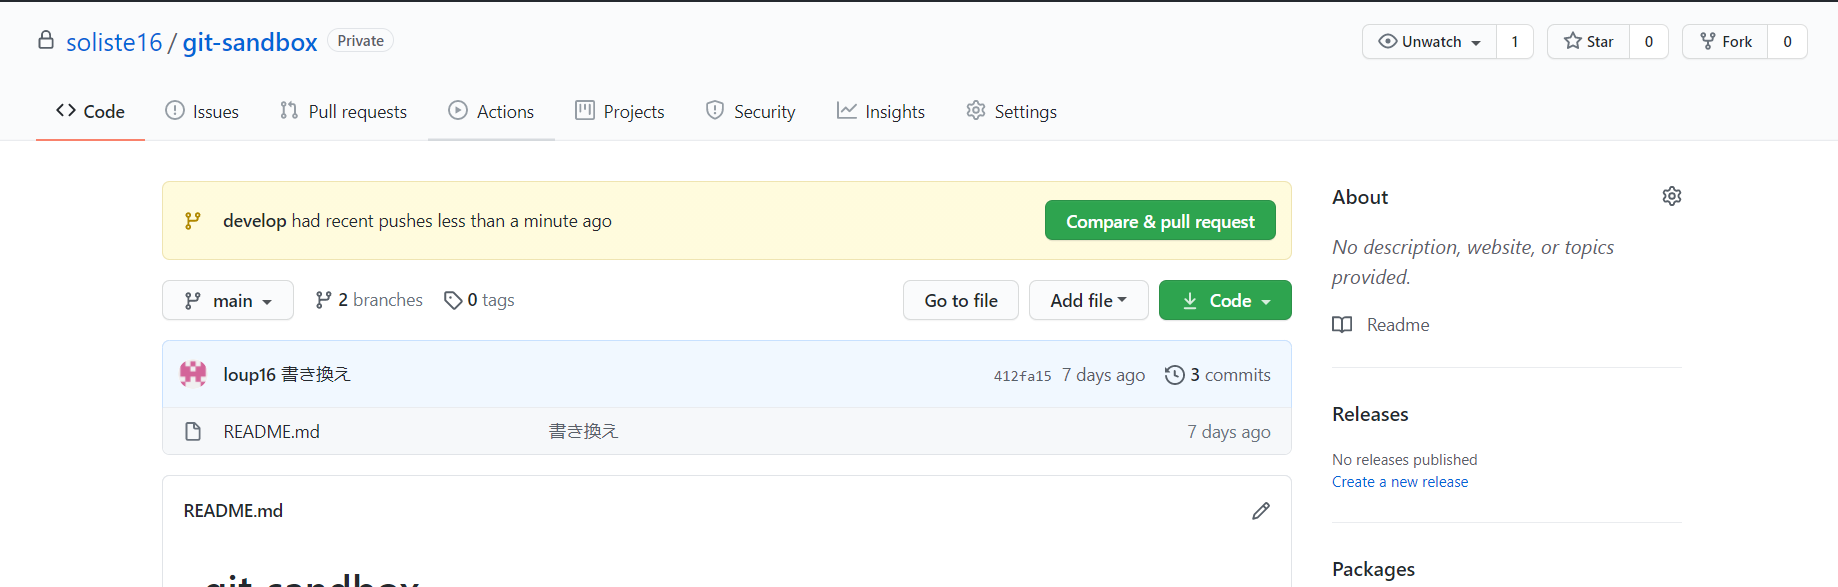 soliste16 / git-sandbox Private Unwatch 1 Star 0 Fork 0
Code Issues Pull requests Actions Projects Security Insights Settings
develop had recent pushes less than a minute ago Compare & pull request
main 2 branches 0 tags Go to file Add file Code
loup16 書き換え 412fa15 7 days ago 3 commits
README.md 書き換え 7 days ago
README.md
git-sandbox
About
No description, website, or topics
provided.
Readme
Releases
No releases published
Create a new release
Packages